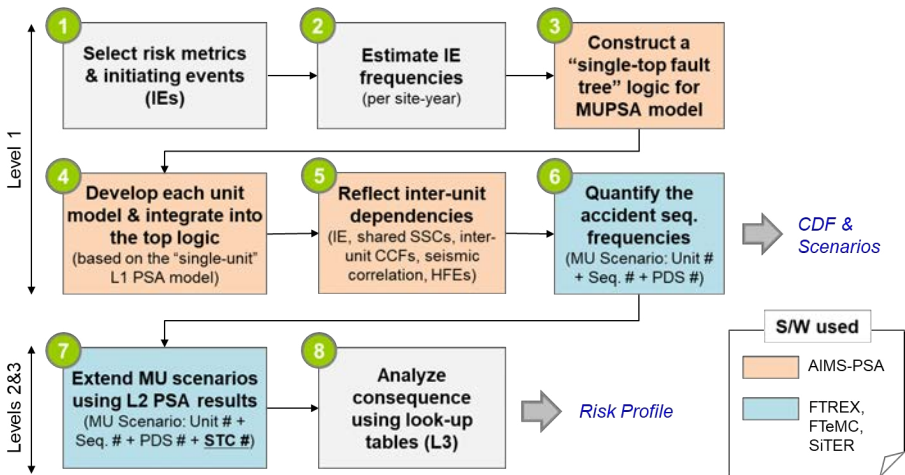 1
Select risk metrics
& initiating events
(IEs)
2
Estimate IE
frequencies
(per site-year)
3
Construct a
“single-top fault
tree” logic for
MUPSA model
Level 1
4
Develop each unit
model & integrate into
the top logic
(based on the “single-unit”
L1 PSA model)
5
Reflect inter-unit
dependencies
(IE, shared SSCs, inter-
unit CCFs, seismic
correlation, HFEs)
6
Quantify the
accident seq.
frequencies
(MU Scenario: Unit #
+ Seq. # + PDS #)
CDF &
Scenarios
Levels 2&3
7
Extend MU scenarios
using L2 PSA results
(MU Scenario: Unit # +
Seq. # + PDS # + STC #)
8
Analyze
consequence
using look-up
tables (L3)
Risk Profile
S/W used
AIMS-PSA
FTREX,
FTeMC,
SiTER